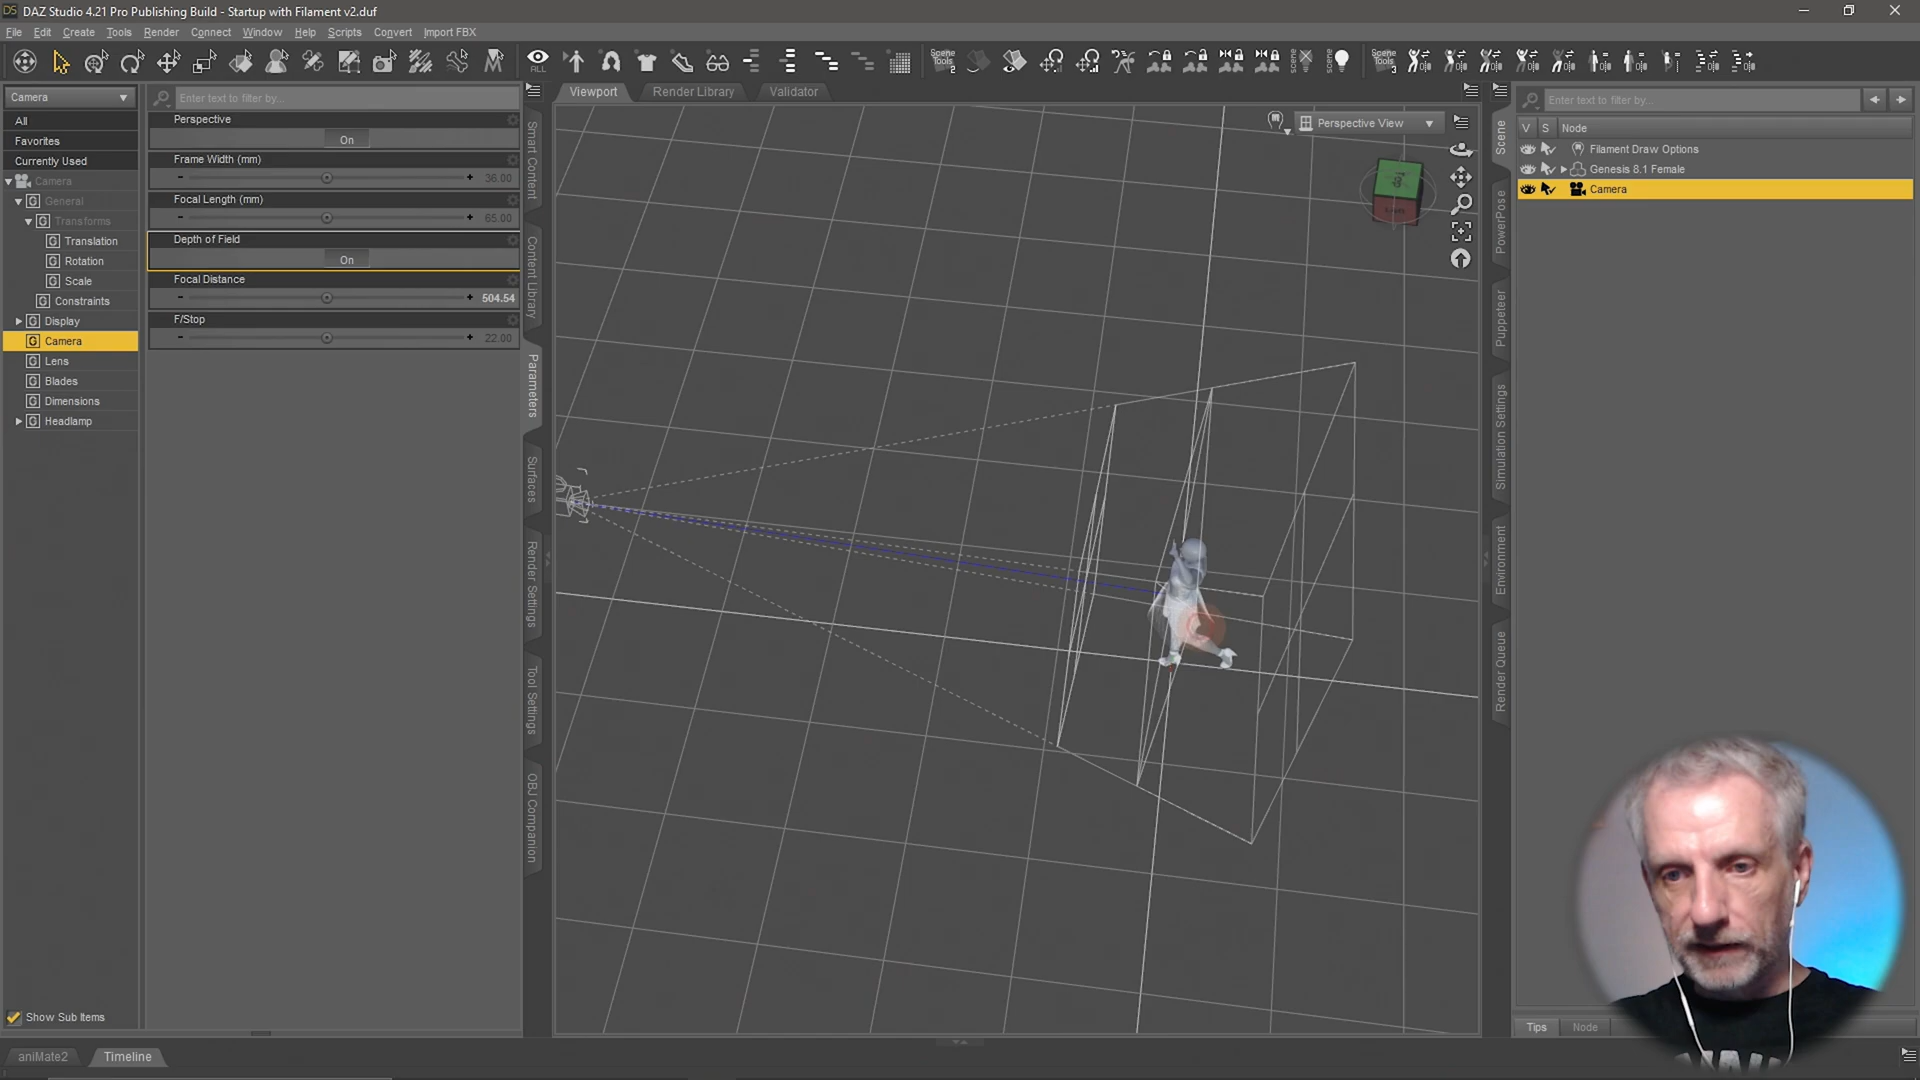 DAZ Studio 4.21 Pro Publishing Build - Startup with Filament v2.duf
File Edit Create Tools Render Connect Window Help Scripts Convert Import FBX
ALL
Scene Tools 2
scene
scene
Scene Tools 3
Camera
Enter text to filter by...
All
Favorites
Currently Used
Camera
General
Transforms
Translation
Rotation
Scale
Constraints
Display
Camera
Lens
Blades
Dimensions
Headlamp
Show Sub Items
Perspective
On
Frame Width (mm)
36.00
Focal Length (mm)
65.00
Depth of Field
On
Focal Distance
504.54
F/Stop
22.00
Smart Content
Content Library
Parameters
Surfaces
Render Settings
Tool Settings
OBJ Companion
Viewport
Render Library
Validator
Perspective View
Scene
PowerPose
Puppeteer
Simulation Settings
Environment
Render Queue
Enter text to filter by...
V S Node
Filament Draw Options
Genesis 8.1 Female
Camera
Tips
Node
aniMate2
Timeline